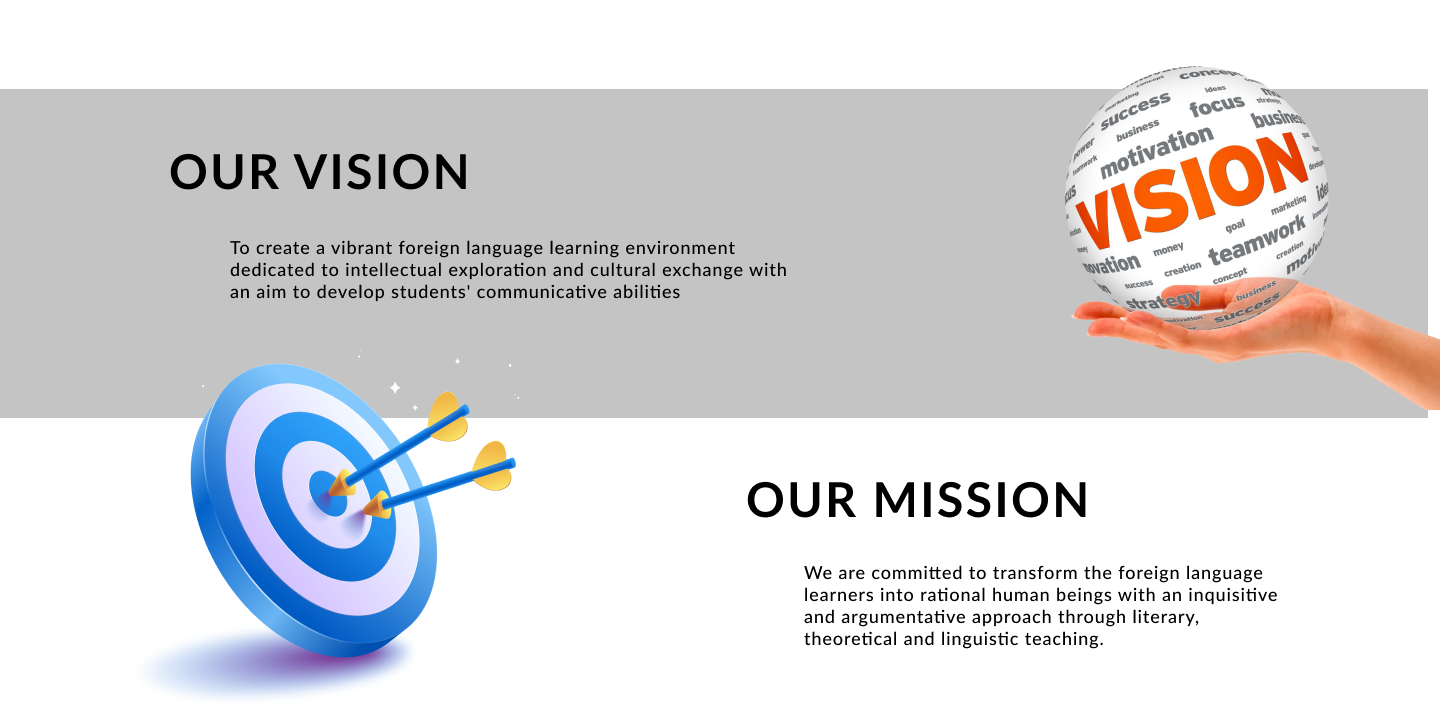 OUR VISION
To create a vibrant foreign language learning environment
dedicated to intellectual exploration and cultural exchange with
an aim to develop students' communicative abilities
concept
marketing
success
ideas
focus
strategy
business
business
power
teamwork
motivation
VISION
marketing
goal
money
teamwork
creation
creation
success
concept
strategy
business
success
OUR MISSION
We are committed to transform the foreign language
learners into rational human beings with an inquisitive
and argumentative approach through literary,
theoretical and linguistic teaching.